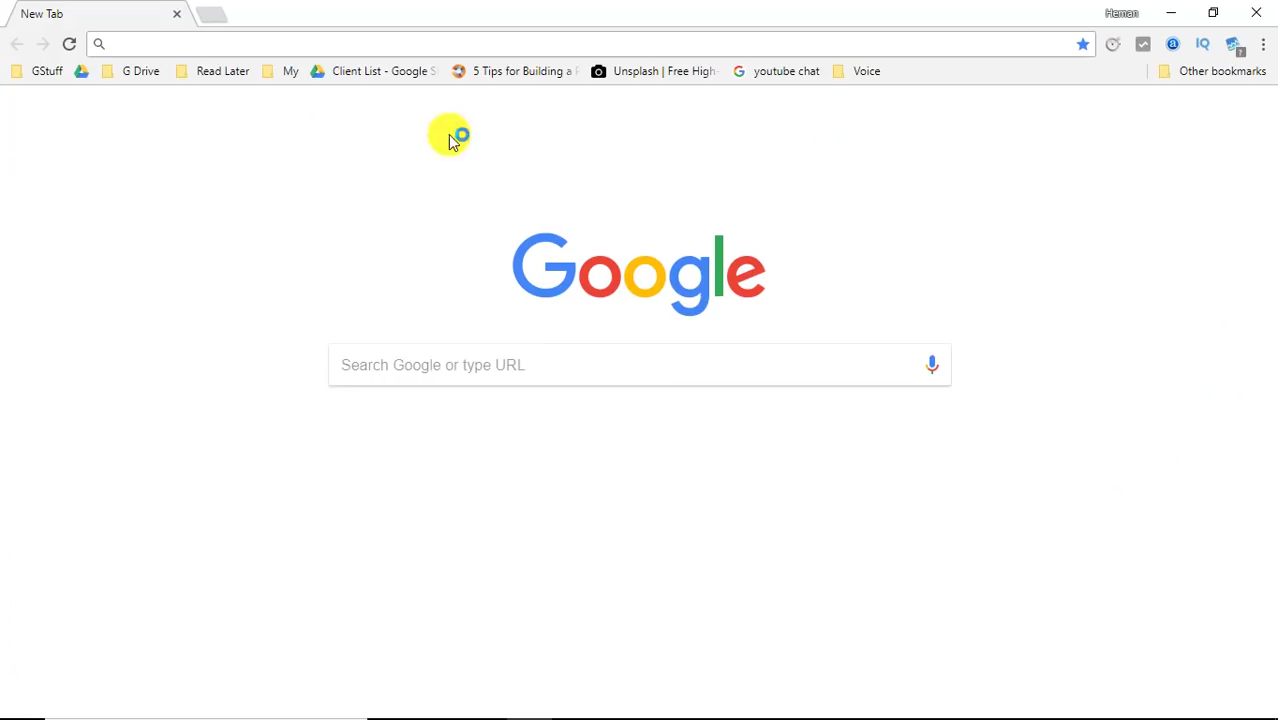 New Tab
Heman
GStuff G Drive Read Later My Client List - Google S 5 Tips for Building a P Unsplash | Free High- youtube chat Voice Other bookmarks
Google
Search Google or type URL